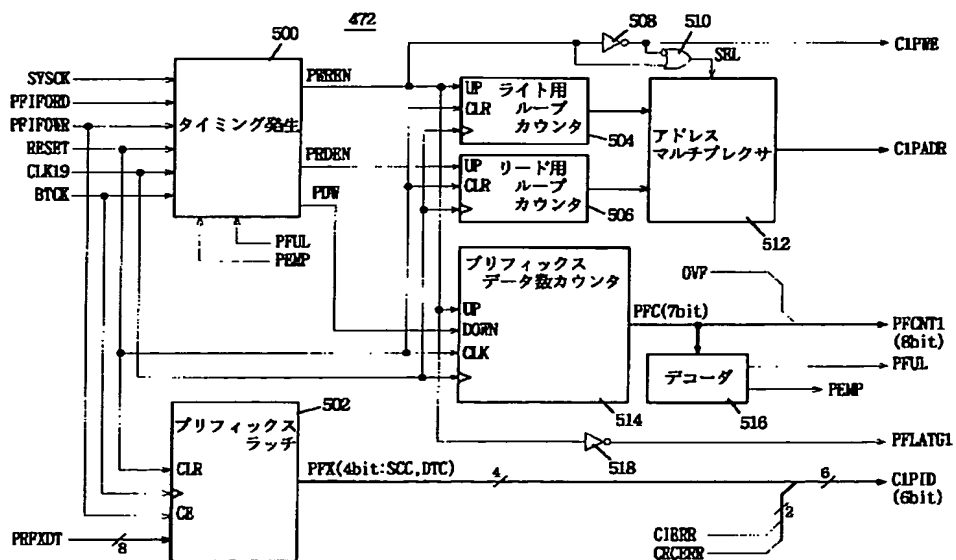 472
508
510
500
C1PWE
SEL
SYSCK
PWREN
PFIFORD
UP
ライト用
CLR
ループ
カウンタ
504
PFIFOWR
タイミング発生
アドレス
マルチプレクサ
RESET
C1PADR
CLK19
PRDEN
UP
リード用
CLR
ループ
カウンタ
506
BTCK
PDW
512
PFUL
PEMP
プリフィックス
データ数カウンタ
OVF
UP
PFC(7bit)
DOWN
PFCNT1
(8bit)
CLK
デコーダ
PFUL
PEMP
514
516
502
プリフィックス
ラッチ
518
PFLATG1
CLR
PFX(4bit:SCC,DTC)
4
6
C1PID
(6bit)
CE
2
PRFXDT
8
C1ERR
CRCERR